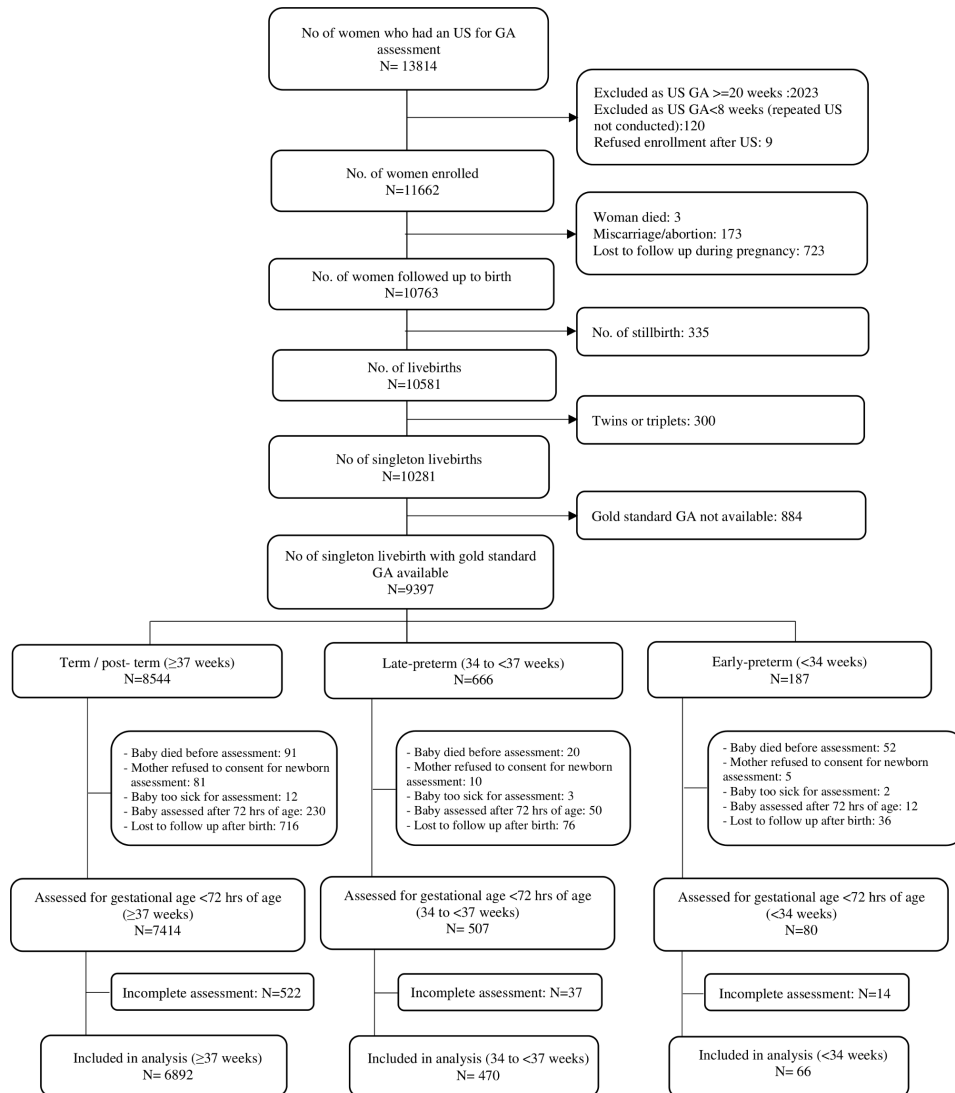 No of women who had an US for GA
assessment
N= 13814
Excluded as US GA >=20 weeks :2023
Excluded as US GA<8 weeks (repeated US
not conducted):120
Refused enrollment after US: 9
No. of women enrolled
N=11662
Woman died: 3
Miscarriage/abortion: 173
Lost to follow up during pregnancy: 723
No. of women followed up to birth
N=10763
No. of stillbirth: 335
No. of livebirths
N=10581
Twins or triplets: 300
No of singleton livebirths
N=10281
Gold standard GA not available: 884
No of singleton livebirth with gold standard
GA available
N=9397
Term / post- term (≥37 weeks)
N=8544
Late-preterm (34 to <37 weeks)
N=666
Early-preterm (<34 weeks)
N=187
- Baby died before assessment: 91
- Mother refused to consent for newborn
assessment: 81
- Baby too sick for assessment: 12
- Baby assessed after 72 hrs of age: 230
- Lost to follow up after birth: 716
- Baby died before assessment: 20
- Mother refused to consent for newborn
assessment: 10
- Baby too sick for assessment: 3
- Baby assessed after 72 hrs of age: 50
- Lost to follow up after birth: 76
- Baby died before assessment: 52
- Mother refused to consent for newborn
assessment: 5
- Baby too sick for assessment: 2
- Baby assessed after 72 hrs of age: 12
- Lost to follow up after birth: 36
Assessed for gestational age <72 hrs of age
(≥37 weeks)
N=7414
Assessed for gestational age <72 hrs of age
(34 to <37 weeks)
N= 507
Assessed for gestational age <72 hrs of age
(<34 weeks)
N=80
Incomplete assessment: N=522
Incomplete assessment: N=37
Incomplete assessment: N=14
Included in analysis (≥37 weeks)
N= 6892
Included in analysis (34 to <37 weeks)
N= 470
Included in analysis (<34 weeks)
N= 66